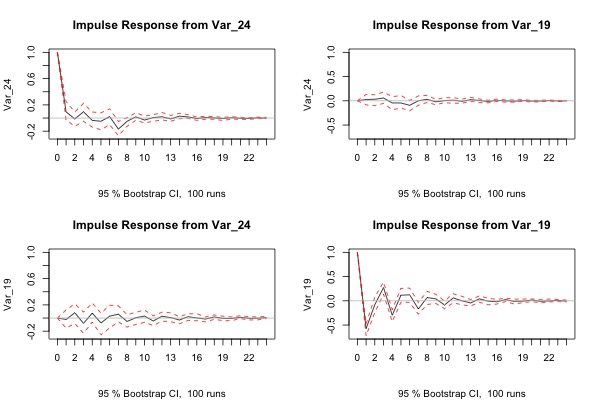 Impulse Response from Var_24
Var_24
1.0
0.6
0.2
-0.2
0 2 4 6 8 10 13 16 19 22
95 % Bootstrap CI, 100 runs
Impulse Response from Var_19
Var_24
1.0
0.5
0.0
-0.5
0 2 4 6 8 10 13 16 19 22
95 % Bootstrap CI, 100 runs
Impulse Response from Var_24
Var_19
1.0
0.6
0.2
-0.2
0 2 4 6 8 10 13 16 19 22
95 % Bootstrap CI, 100 runs
Impulse Response from Var_19
Var_19
1.0
0.5
0.0
-0.5
0 2 4 6 8 10 13 16 19 22
95 % Bootstrap CI, 100 runs